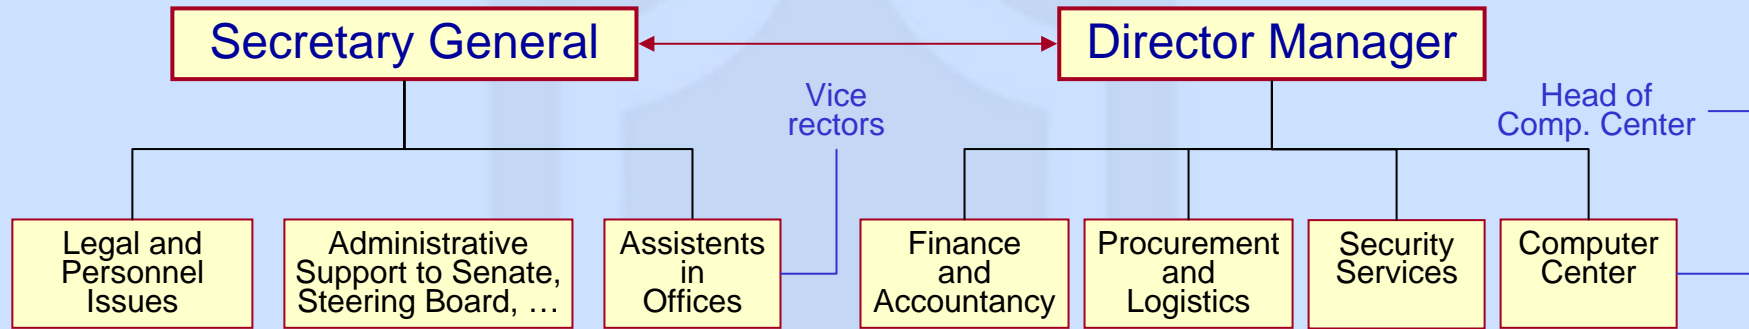 Secretary General
Director Manager
Vice
rectors
Head of
Comp. Center
Legal and
Personnel
Issues
Administrative
Support to Senate,
Steering Board, …
Assistents
in
Offices
Finance
and
Accountancy
Procurement
and
Logistics
Security
Services
Computer
Center